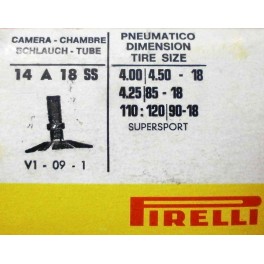 CAMERA - CHAMBRE
SCHLAUCH - TUBE
14 A 18 SS
V1 - 09 - 1
PNEUMATICO
DIMENSION
TIRE SIZE
4.00|4.50 - 18
4.25|85 - 18
110:120|90-18
SUPERSPORT
PIRELLI